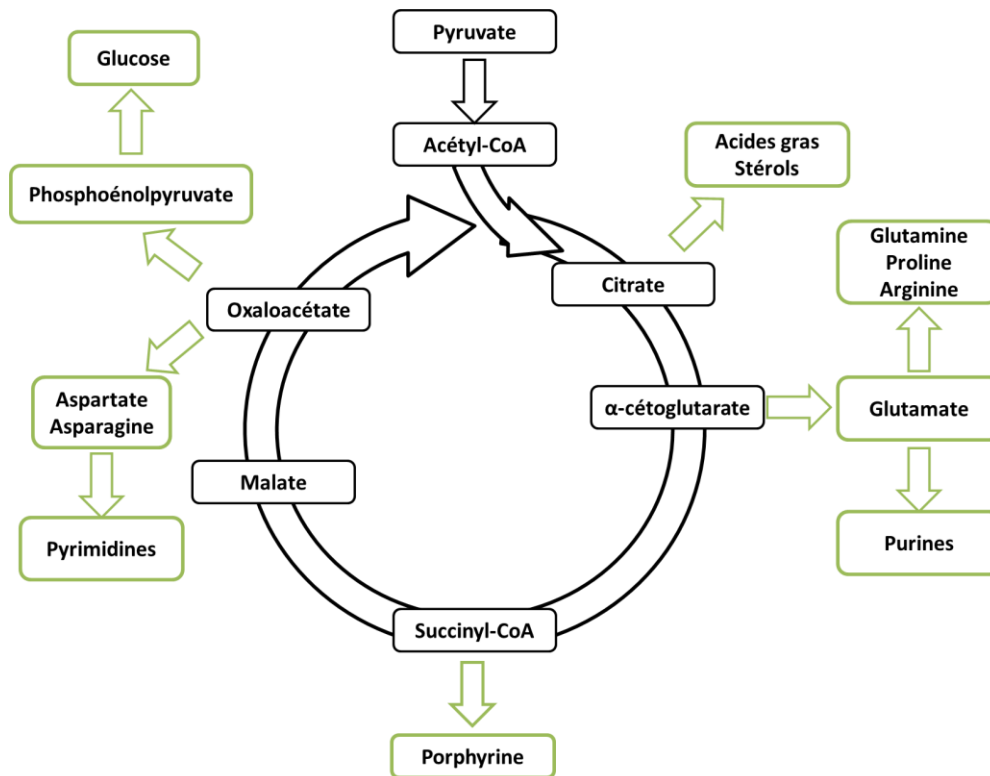 Pyruvate
Glucose
Acétyl-CoA
Acides gras
Stérols
Phosphoénolpyruvate
Glutamine
Proline
Arginine
Citrate
Oxaloacétate
Aspartate
Asparagine
α-cétoglutarate
Glutamate
Malate
Pyrimidines
Purines
Succinyl-CoA
Porphyrine